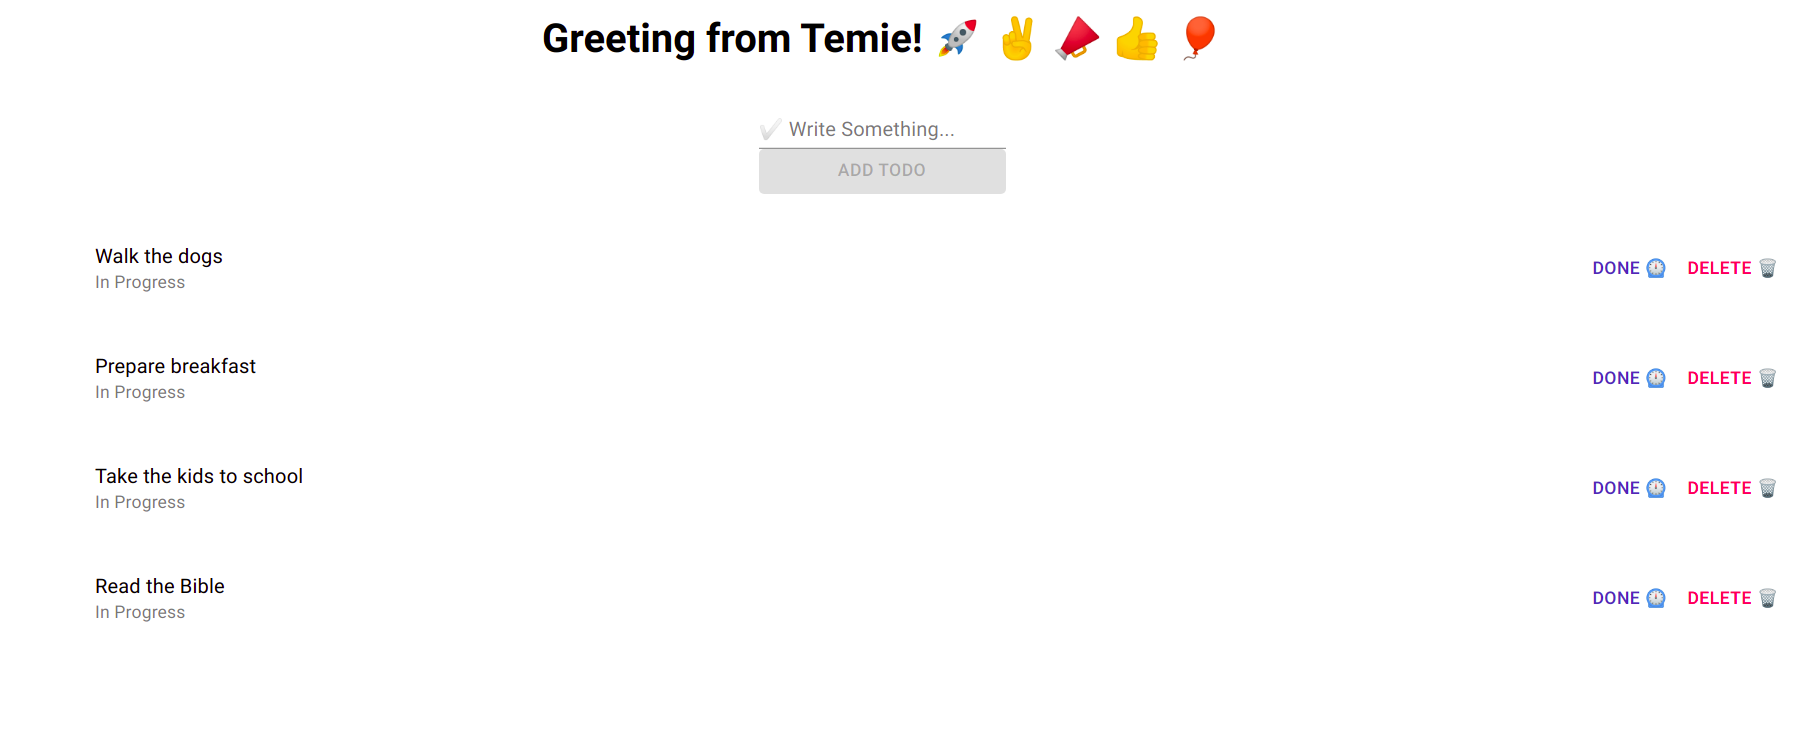 Greeting from Temie! 🚀 ✌️ 📣 👍 🎈
✔️ Write Something...
ADD TODO
Walk the dogs
In Progress
DONE ⏲️ DELETE 🗑️
Prepare breakfast
In Progress
DONE ⏲️ DELETE 🗑️
Take the kids to school
In Progress
DONE ⏲️ DELETE 🗑️
Read the Bible
In Progress
DONE ⏲️ DELETE 🗑️